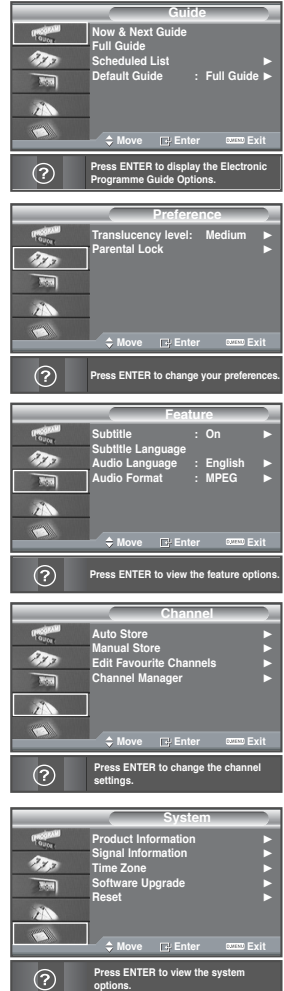 Guide
Now & Next Guide
Full Guide
Scheduled List ►
Default Guide : Full Guide ►
Move Enter D.MENU Exit
Press ENTER to display the Electronic
Programme Guide Options.
Preference
Translucency level: Medium ►
Parental Lock ►
Move Enter D.MENU Exit
Press ENTER to change your preferences.
Feature
Subtitle : On ►
Subtitle Language
Audio Language : English ►
Audio Format : MPEG ►
Move Enter D.MENU Exit
Press ENTER to view the feature options.
Channel
Auto Store ►
Manual Store ►
Edit Favourite Channels ►
Channel Manager ►
Move Enter D.MENU Exit
Press ENTER to change the channel
settings.
System
Product Information ►
Signal Information ►
Time Zone ►
Software Upgrade ►
Reset ►
Move Enter D.MENU Exit
Press ENTER to view the system
options.